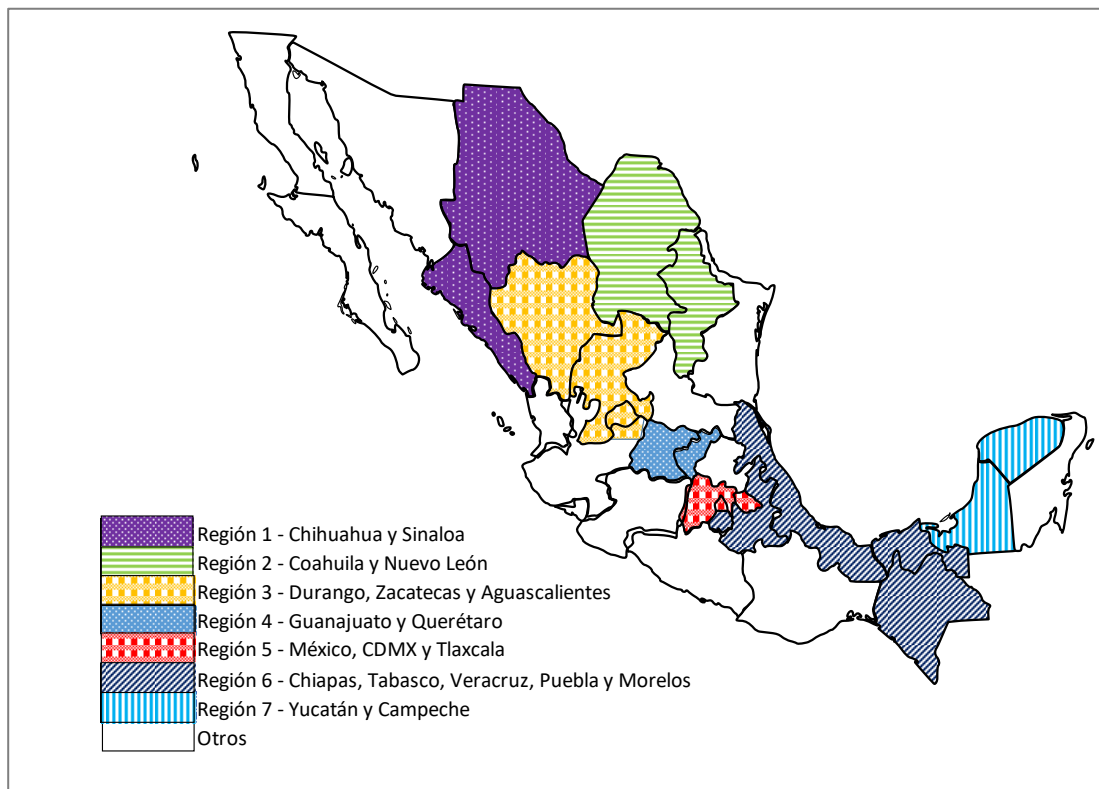 Región 1 - Chihuahua y Sinaloa
Región 2 - Coahuila y Nuevo León
Región 3 - Durango, Zacatecas y Aguascalientes
Región 4 - Guanajuato y Querétaro
Región 5 - México, CDMX y Tlaxcala
Región 6 - Chiapas, Tabasco, Veracruz, Puebla y Morelos
Región 7 - Yucatán y Campeche
Otros